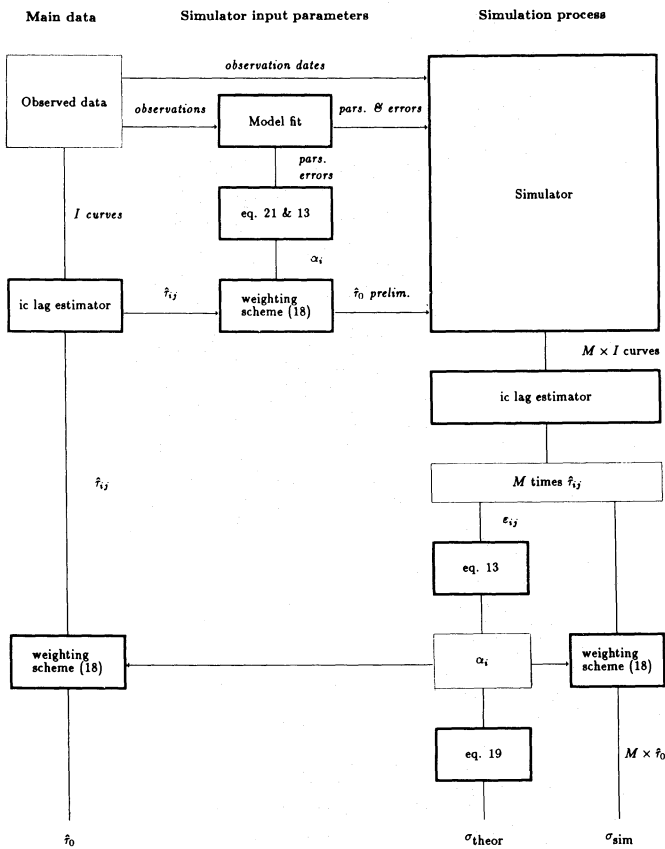 Main data
Simulator input parameters
Simulation process
observation dates
Observed data
observations
Model fit
pars. & errors
pars.
errors
Simulator
I curves
eq. 21 & 13
α_i
ic lag estimator
τ̂_ij
weighting
scheme (18)
τ̂_0 prelim.
M × I curves
ic lag estimator
τ̂_ij
M times τ̂_ij
ε_ij
eq. 13
weighting
scheme (18)
α_i
weighting
scheme (18)
eq. 19
M × τ̂_0
τ̂_0
σ_theor
σ_sim